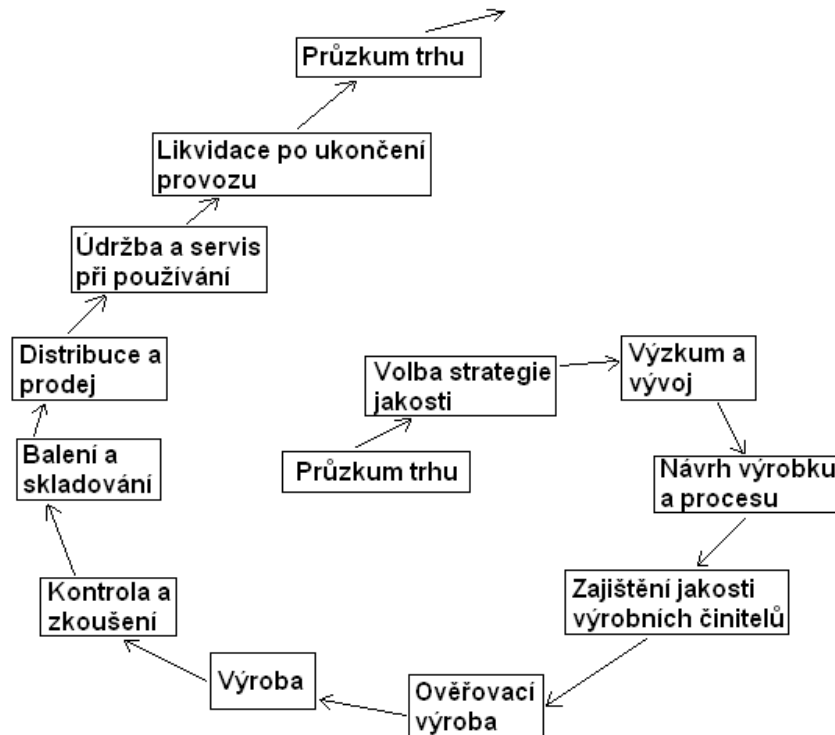 Průzkum trhu
Likvidace po ukončení
provozu
Údržba a servis
při používání
Distribuce a
prodej
Balení a
skladování
Kontrola a
zkoušení
Výroba
Ověřovací
výroba
Zajištění jakosti
výrobních činitelů
Návrh výrobku
a procesu
Výzkum a
vývoj
Volba strategie
jakosti
Průzkum trhu